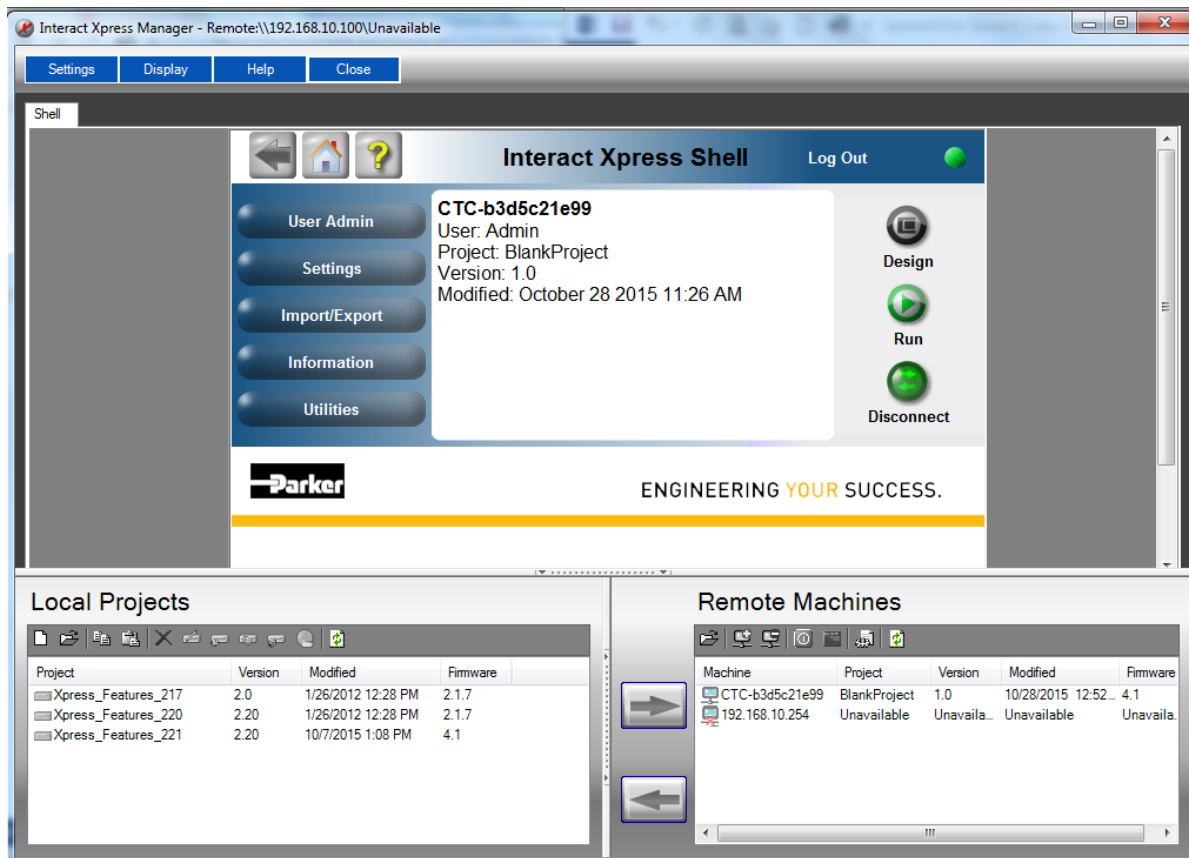 Interact Xpress Manager - Remote:\\192.168.10.100\Unavailable
Settings Display Help Close
Shell
Interact Xpress Shell Log Out
User Admin
Settings
Import/Export
Information
Utilities
CTC-b3d5c21e99
User: Admin
Project: BlankProject
Version: 1.0
Modified: October 28 2015 11:26 AM
Design
Run
Disconnect
Parker
ENGINEERING YOUR SUCCESS.
Local Projects
Project Version Modified Firmware
Xpress_Features_217 2.0 1/26/2012 12:28 PM 2.1.7
Xpress_Features_220 2.20 1/26/2012 12:28 PM 2.1.7
Xpress_Features_221 2.20 10/7/2015 1:08 PM 4.1
Remote Machines
Machine Project Version Modified Firmware
CTC-b3d5c21e99 BlankProject 1.0 10/28/2015 12:52... 4.1
192.168.10.254 Unavailable Unavaila... Unavailable Unavaila.